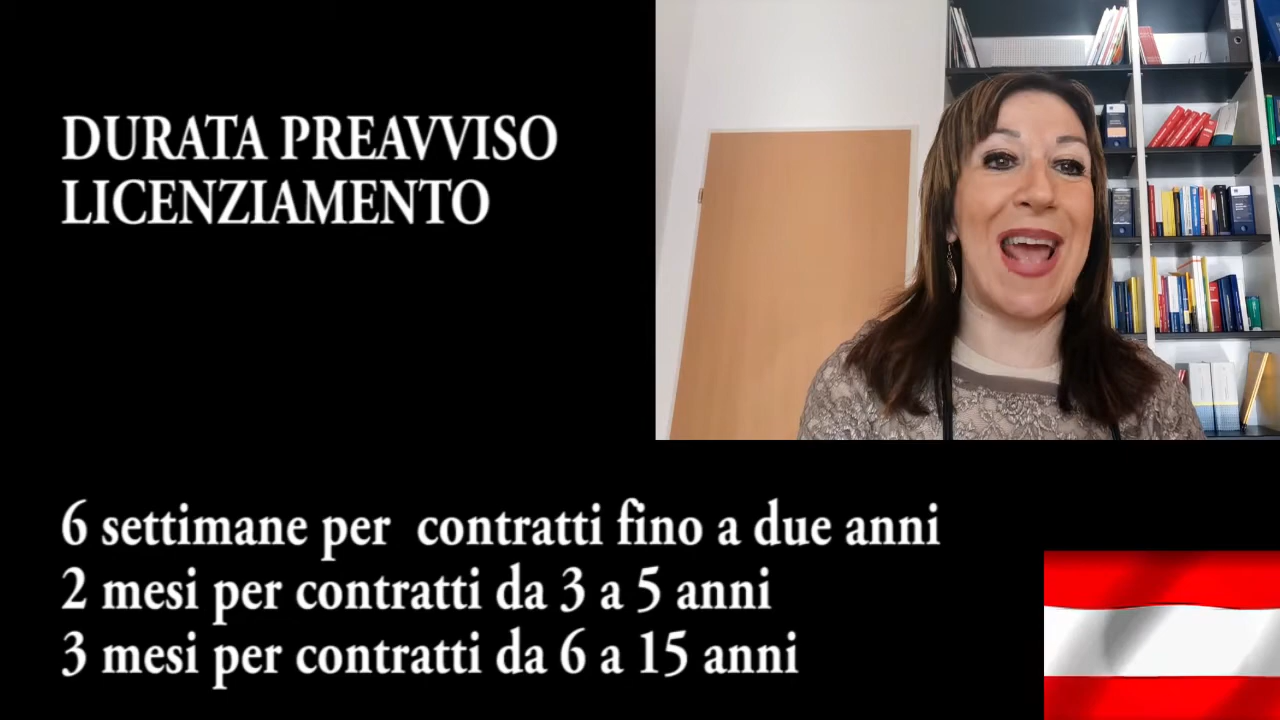 DURATA PREAVVISO
LICENZIAMENTO
6 settimane per contratti fino a due anni
2 mesi per contratti da 3 a 5 anni
3 mesi per contratti da 6 a 15 anni